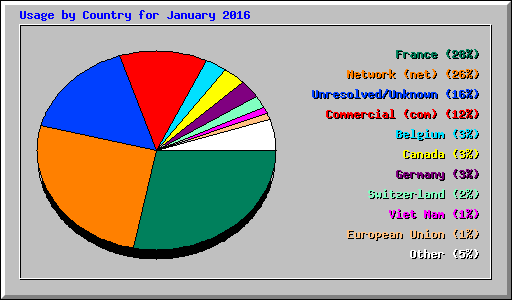 Usage by Country for January 2016
France (28%)
Network (net) (26%)
Unresolved/Unknown (16%)
Commercial (com) (12%)
Belgium (3%)
Canada (3%)
Germany (3%)
Switzerland (2%)
Viet Nam (1%)
European Union (1%)
Other (5%)